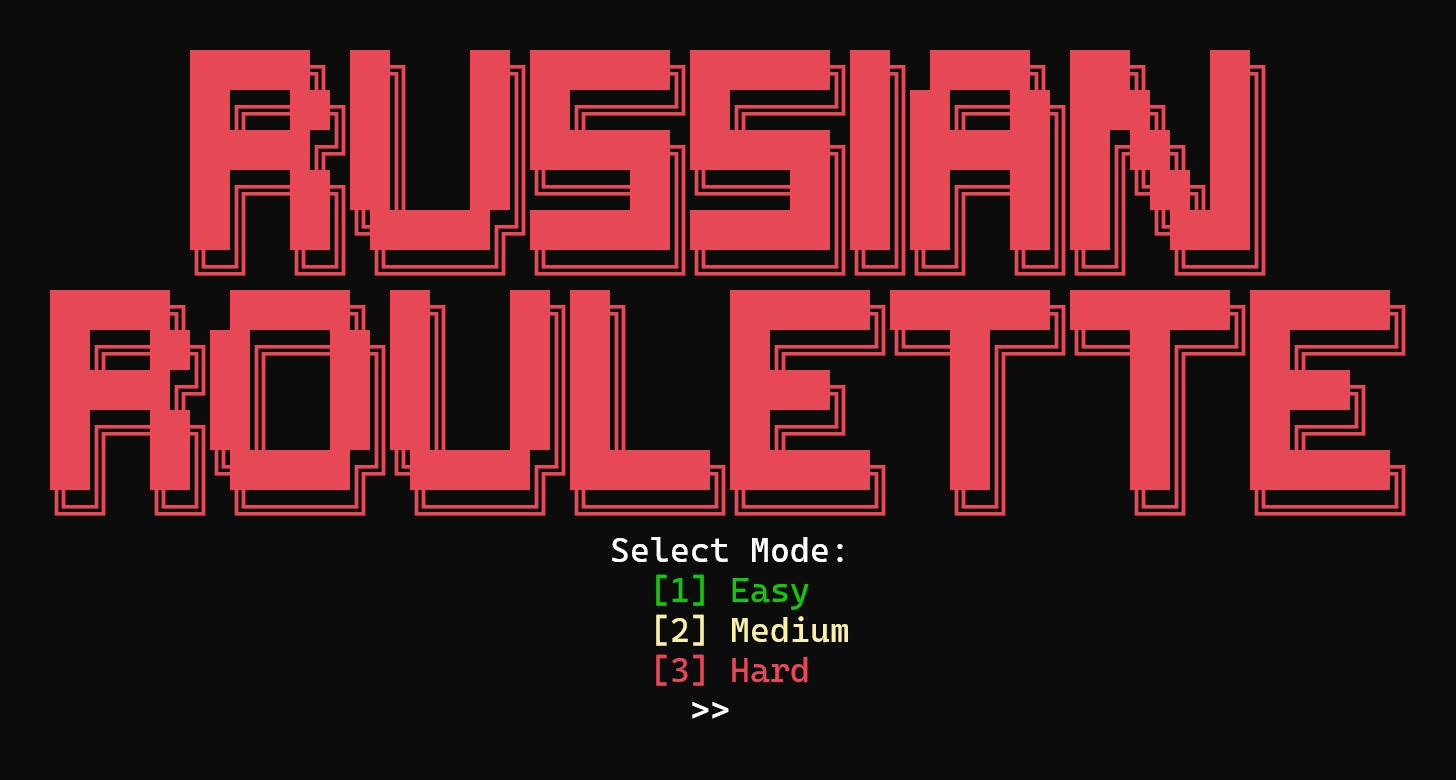 RUSSIAN
ROULETTE
Select Mode:
[1] Easy
[2] Medium
[3] Hard
>>